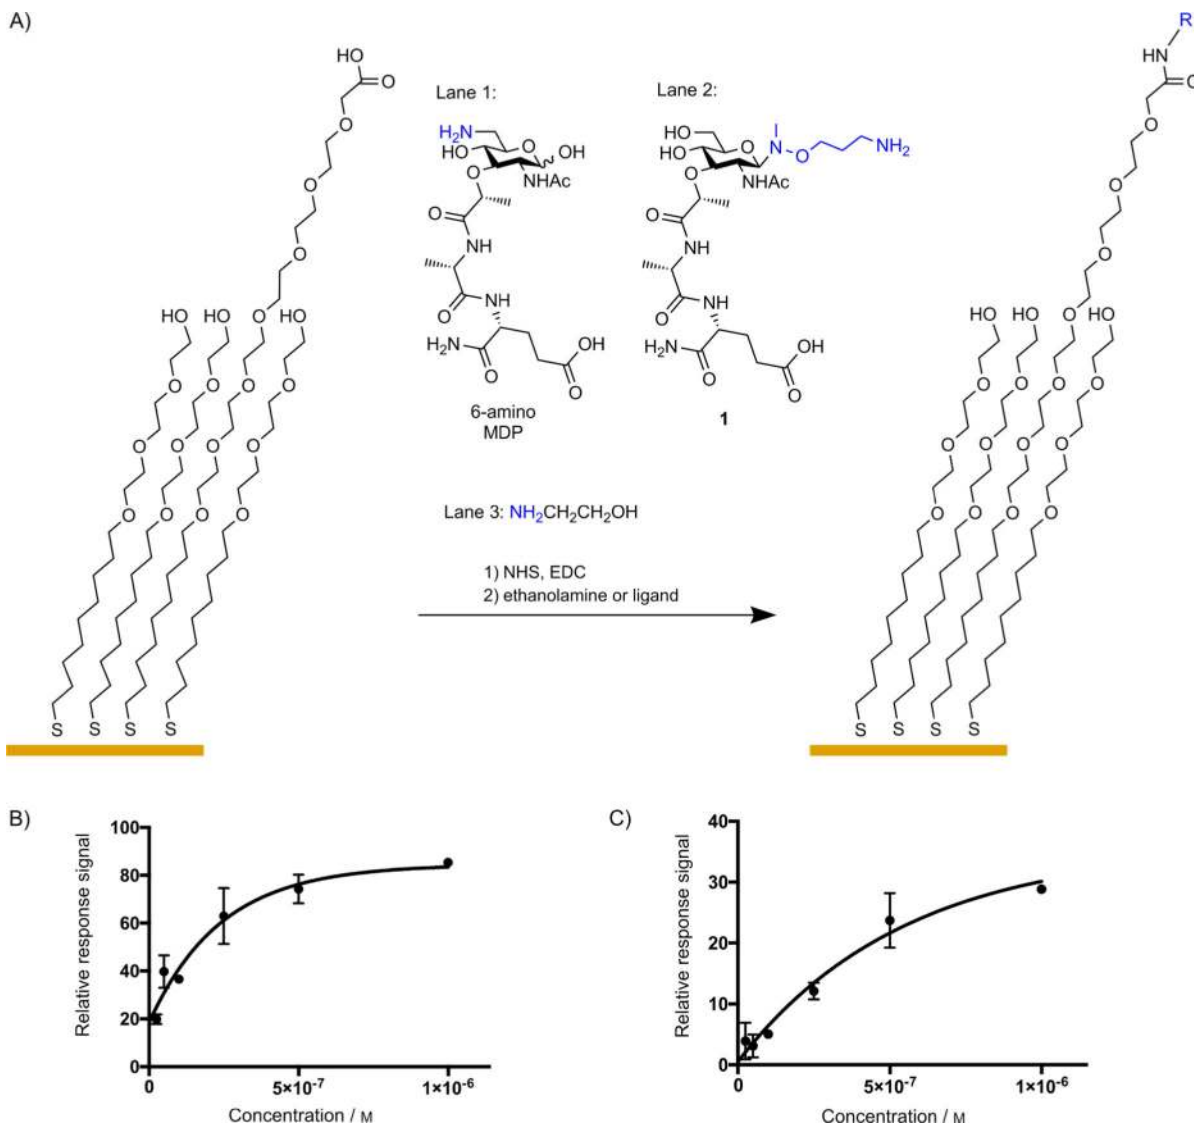 A)
Lane 1:
Lane 2:
Lane 3: NH2CH2CH2OH
1) NHS, EDC
2) ethanolamine or ligand
6-amino
MDP
1
HO
O
O
O
O
O
HO HO O HO
O
O
O
O
O
O
O
O
O
O O O
S S S S
H2N
HO
O
OH
O
NHAc
O
NH
O
NH
H2N
O
OH
O
HO
HO
O
N
O
NH2
O
NHAc
O
NH
O
NH
H2N
O
OH
O
R
HN
O
O
O
O
O
HO HO O HO
O
O
O
O
O
O
O
O
O
O O O
S S S S
B)
Relative response signal
100
80
60
40
20
0
0 5×10-7 1×10-6
Concentration / M
C)
Relative response signal
40
30
20
10
0
0 5×10-7 1×10-6
Concentration / M